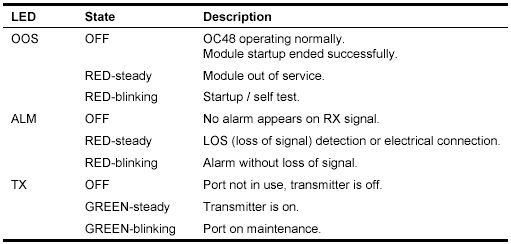 LED State Description
OOS OFF OC48 operating normally.
Module startup ended successfully.
RED-steady Module out of service.
RED-blinking Startup / self test.
ALM OFF No alarm appears on RX signal.
RED-steady LOS (loss of signal) detection or electrical connection.
RED-blinking Alarm without loss of signal.
TX OFF Port not in use, transmitter is off.
GREEN-steady Transmitter is on.
GREEN-blinking Port on maintenance.